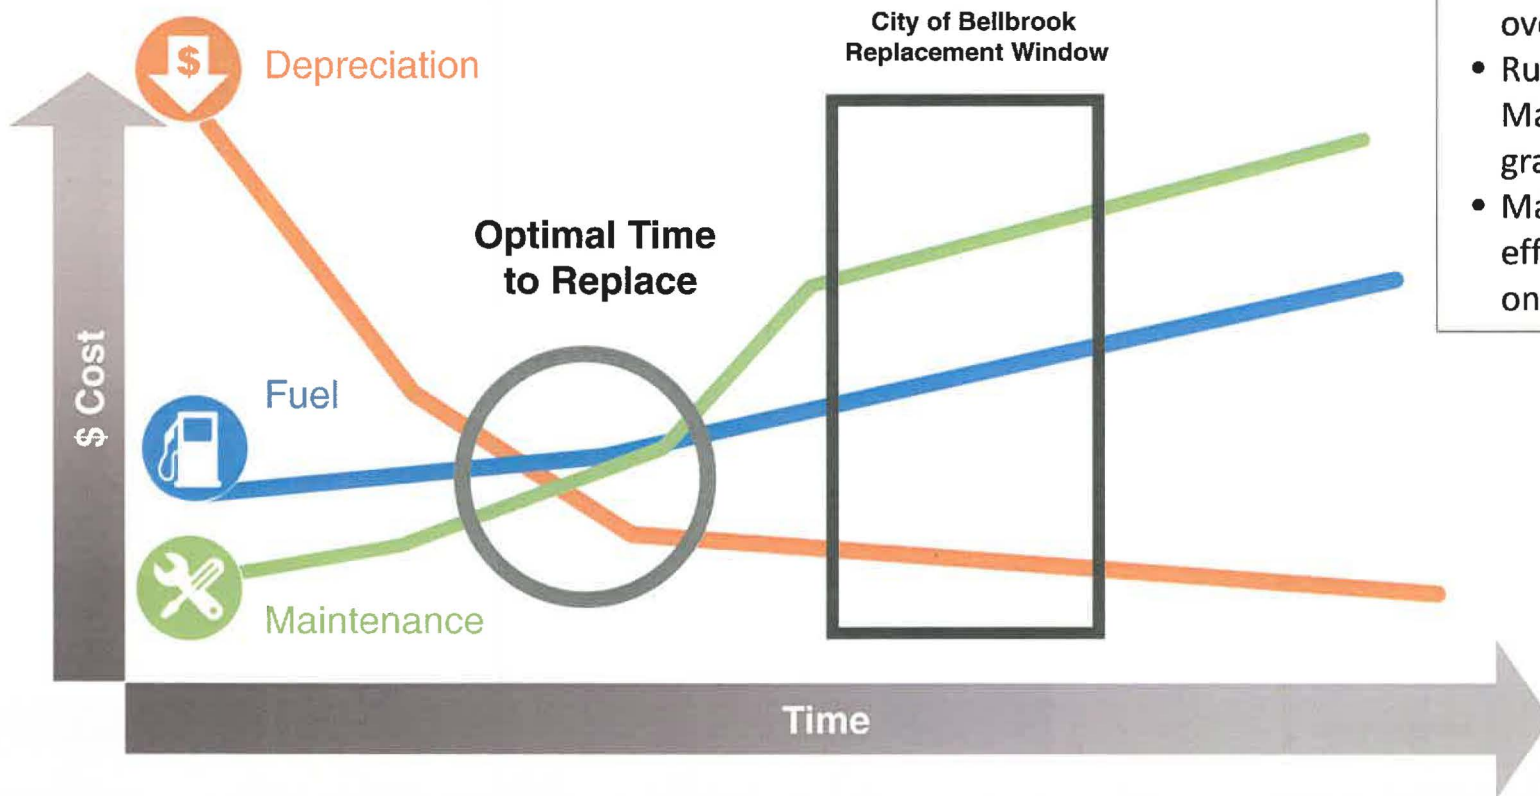 City of Bellbrook
Replacement Window
Depreciation
$
Optimal Time
to Replace
$ Cost
Fuel
Maintenance
Time
• 
•